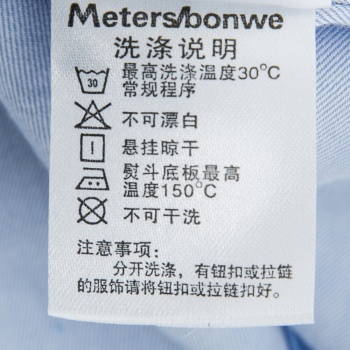 Meters/bonwe
洗涤说明
30
最高洗涤温度30°C
常规程序
不可漂白
悬挂晾干
熨斗底板最高
温度150°C
不可干洗
注意事项:
分开洗涤，有钮扣或拉链
的服饰请将钮扣或拉链扣好。